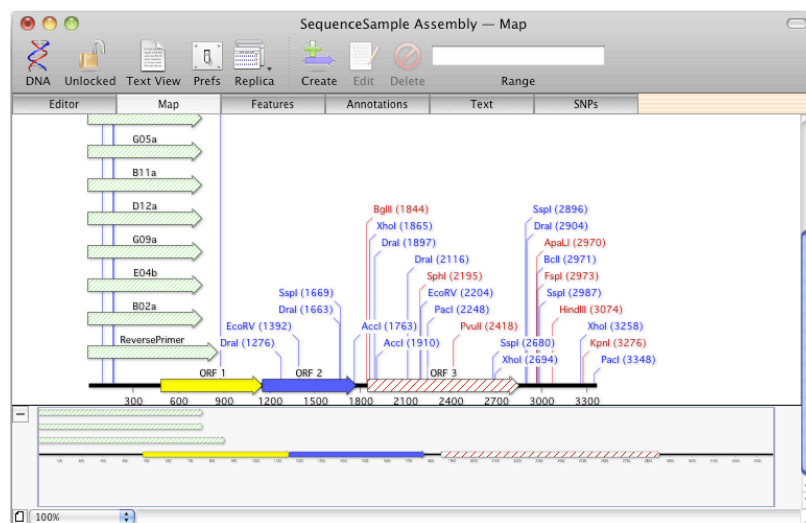 SequenceSample Assembly — Map
DNA Unlocked Text View Prefs Replica Create Edit Delete Range
Editor Map Features Annotations Text SNPs
G05a
B11a
D12a
G09a
E04b
B02a
ReversePrimer
BglII (1844)
XhoI (1865)
DraI (1897)
DraI (2116)
SphI (2195)
SspI (1669)
EcoRV (2204)
DraI (1663)
PacI (2248)
EcoRV (1392)
AccI (1763)
PvuII (2418)
DraI (1276)
AccI (1910)
SspI (2680)
XhoI (2694)
SspI (2896)
DraI (2904)
ApaLI (2970)
BclI (2971)
FspI (2973)
SspI (2987)
HindIII (3074)
XhoI (3258)
KpnI (3276)
PacI (3348)
ORF 1 ORF 2 ORF 3
300 600 900 1200 1500 1800 2100 2400 2700 3000 3300
100%